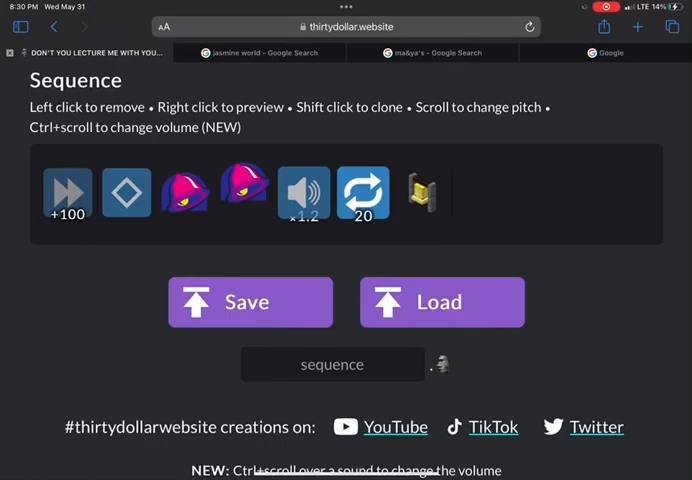 8:30 PM Wed May 31
LTE 14%
AA thirtydollar.website
DON'T YOU LECTURE ME WITH YOU...
jasmine world - Google Search
ma&ya's - Google Search
Google
Sequence
Left click to remove • Right click to preview • Shift click to clone • Scroll to change pitch •
Ctrl+scroll to change volume (NEW)
+100
×1.2
20
Save
Load
sequence
#thirtydollarwebsite creations on: YouTube TikTok Twitter
NEW: Ctrl+scroll over a sound to change the volume